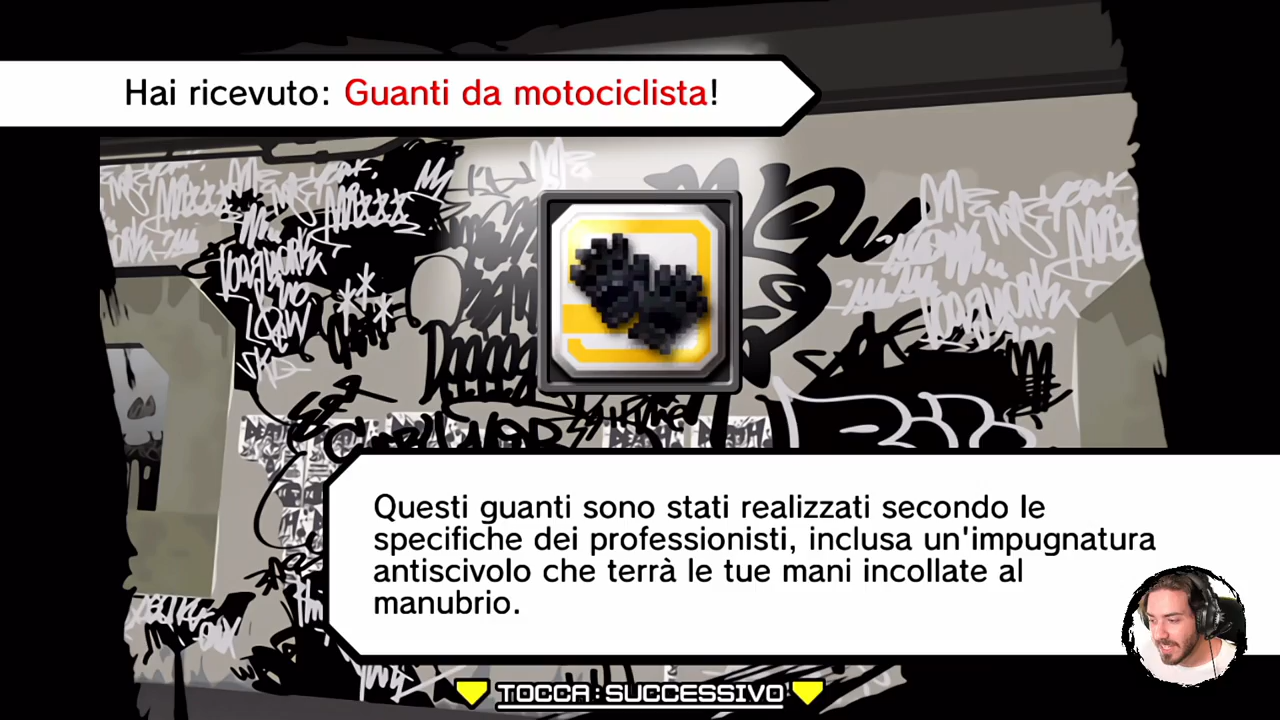 Hai ricevuto: Guanti da motociclista!
Questi guanti sono stati realizzati secondo le
specifiche dei professionisti, inclusa un'impugnatura
antiscivolo che terrà le tue mani incollate al
manubrio.
TOCCA:SUCCESSIVO